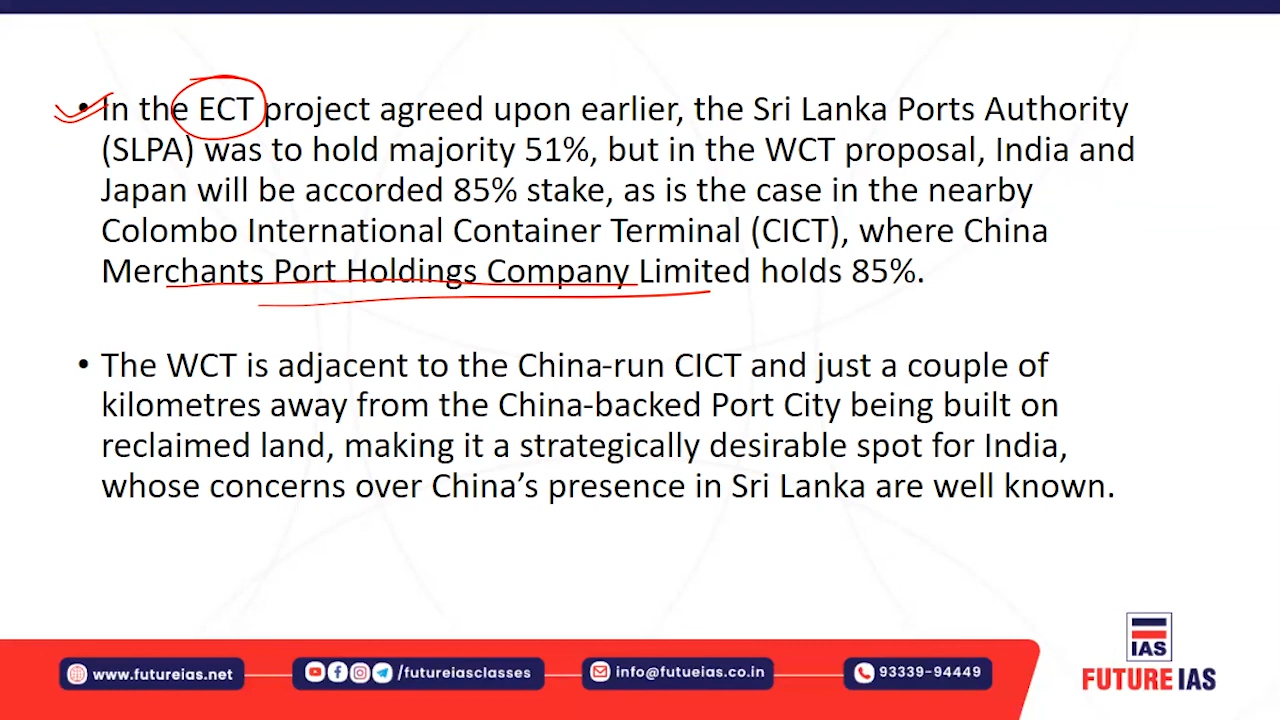 • In the ECT project agreed upon earlier, the Sri Lanka Ports Authority
(SLPA) was to hold majority 51%, but in the WCT proposal, India and
Japan will be accorded 85% stake, as is the case in the nearby
Colombo International Container Terminal (CICT), where China
Merchants Port Holdings Company Limited holds 85%.
• The WCT is adjacent to the China-run CICT and just a couple of
kilometres away from the China-backed Port City being built on
reclaimed land, making it a strategically desirable spot for India,
whose concerns over China's presence in Sri Lanka are well known.
IAS
FUTURE IAS
www.futureias.net
/futureiasclasses
info@futueias.co.in
93339-94449